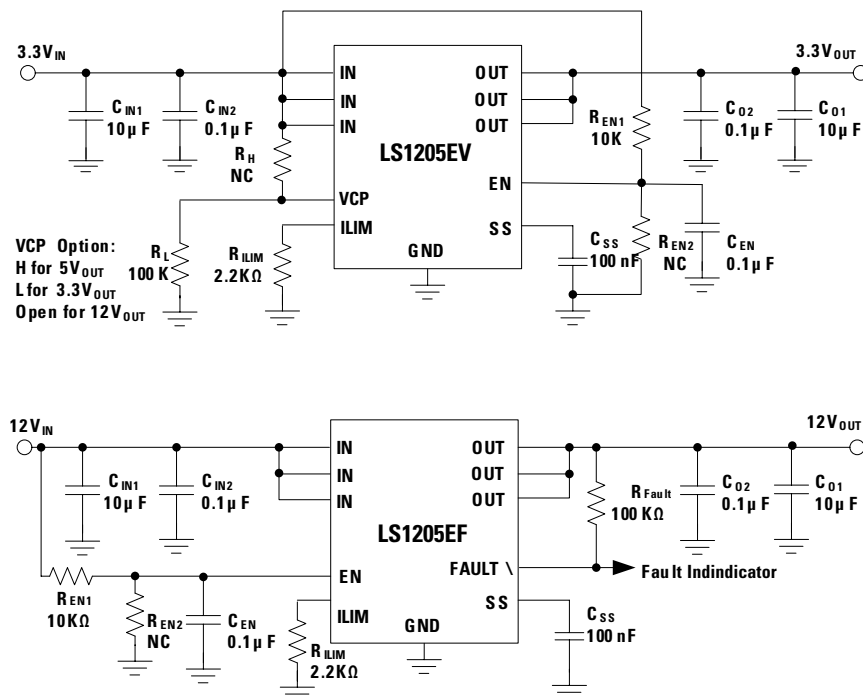 3.3V_IN
3.3V_OUT
IN
OUT
IN
OUT
IN
OUT
C_IN1
10µF
C_IN2
0.1µF
R_EN1
10K
C_O2
0.1µF
C_O1
10µF
R_H
NC
LS1205EV
VCP
EN
ILIM
SS
GND
VCP Option:
H for 5V_OUT
L for 3.3V_OUT
Open for 12V_OUT
R_L
100 K
R_ILIM
2.2KΩ
C_SS
100 nF
R_EN2
NC
C_EN
0.1µF
12V_IN
12V_OUT
IN
OUT
IN
OUT
IN
OUT
C_IN1
10µF
C_IN2
0.1µF
R_Fault
100 KΩ
C_O2
0.1µF
C_O1
10µF
LS1205EF
EN
FAULT \
Fault Indindicator
ILIM
SS
GND
R_EN1
10KΩ
R_EN2
NC
C_EN
0.1µF
R_ILIM
2.2KΩ
C_SS
100 nF